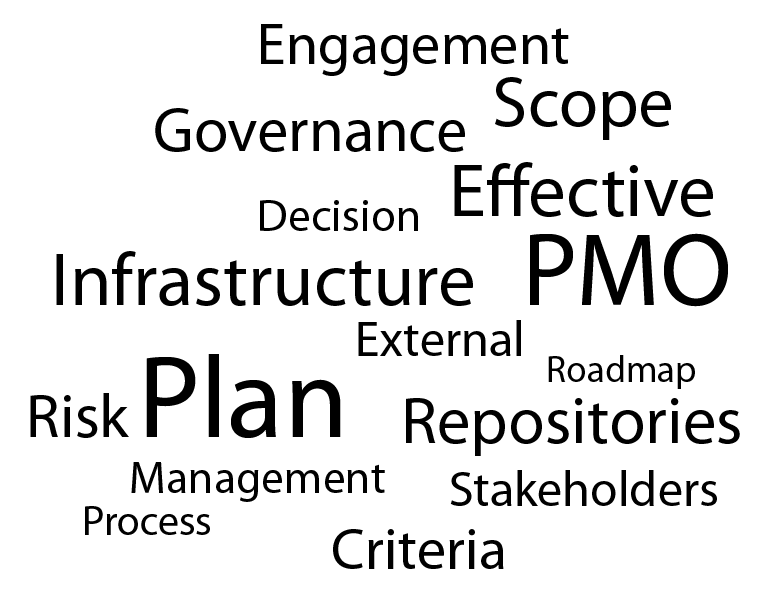 Engagement
Scope
Governance
Effective
Decision
PMO
Infrastructure
External
Roadmap
Plan
Risk
Repositories
Management
Stakeholders
Process
Criteria